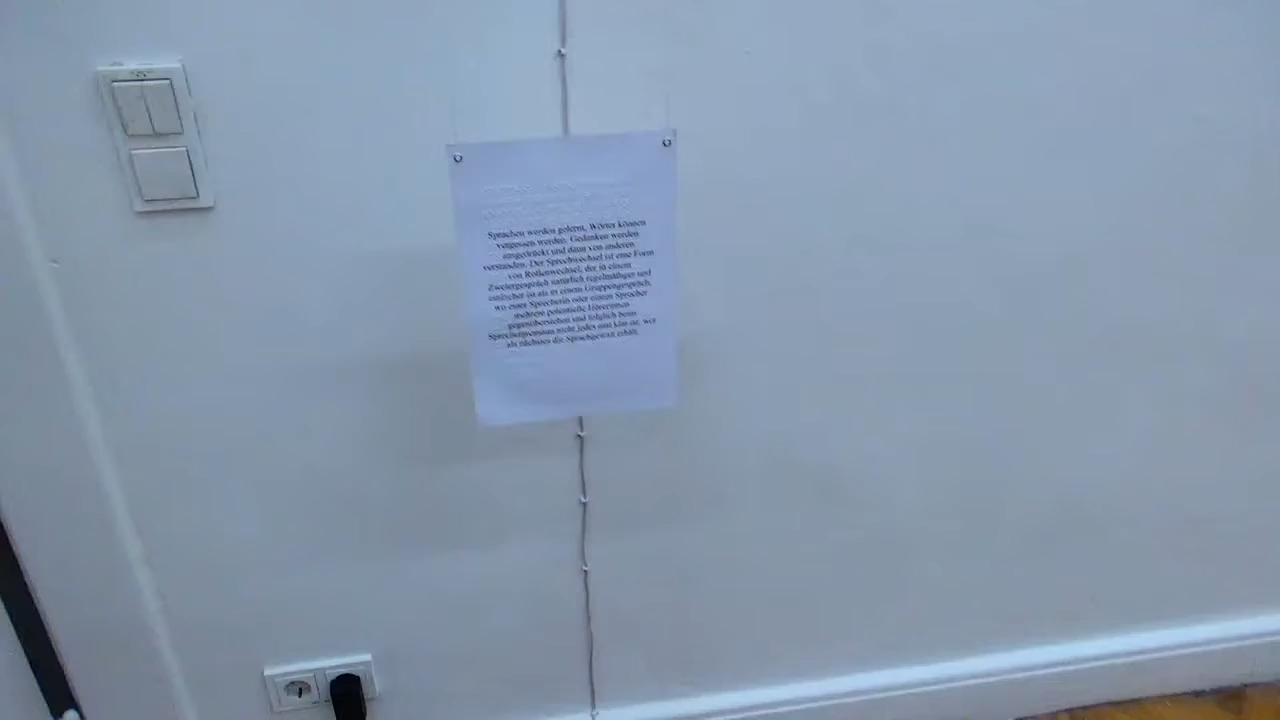 Sprachen werden gelernt, Wörter können
vergessen werden. Gedanken werden
ausgedrückt und dann von anderen
verstanden. Der Sprechwechsel ist eine Form
von Rollenwechsel, der in einem
Zweiergespräch natürlich regelmäßiger und
einfacher ist als in einem Gruppengespräch,
wo einer Sprecherin oder einem Sprecher
mehrere potentielle Hörerinnen
gegenüberstehen und folglich beim
nicht jedes mal klar ist, wer
als nächstes die erhält.